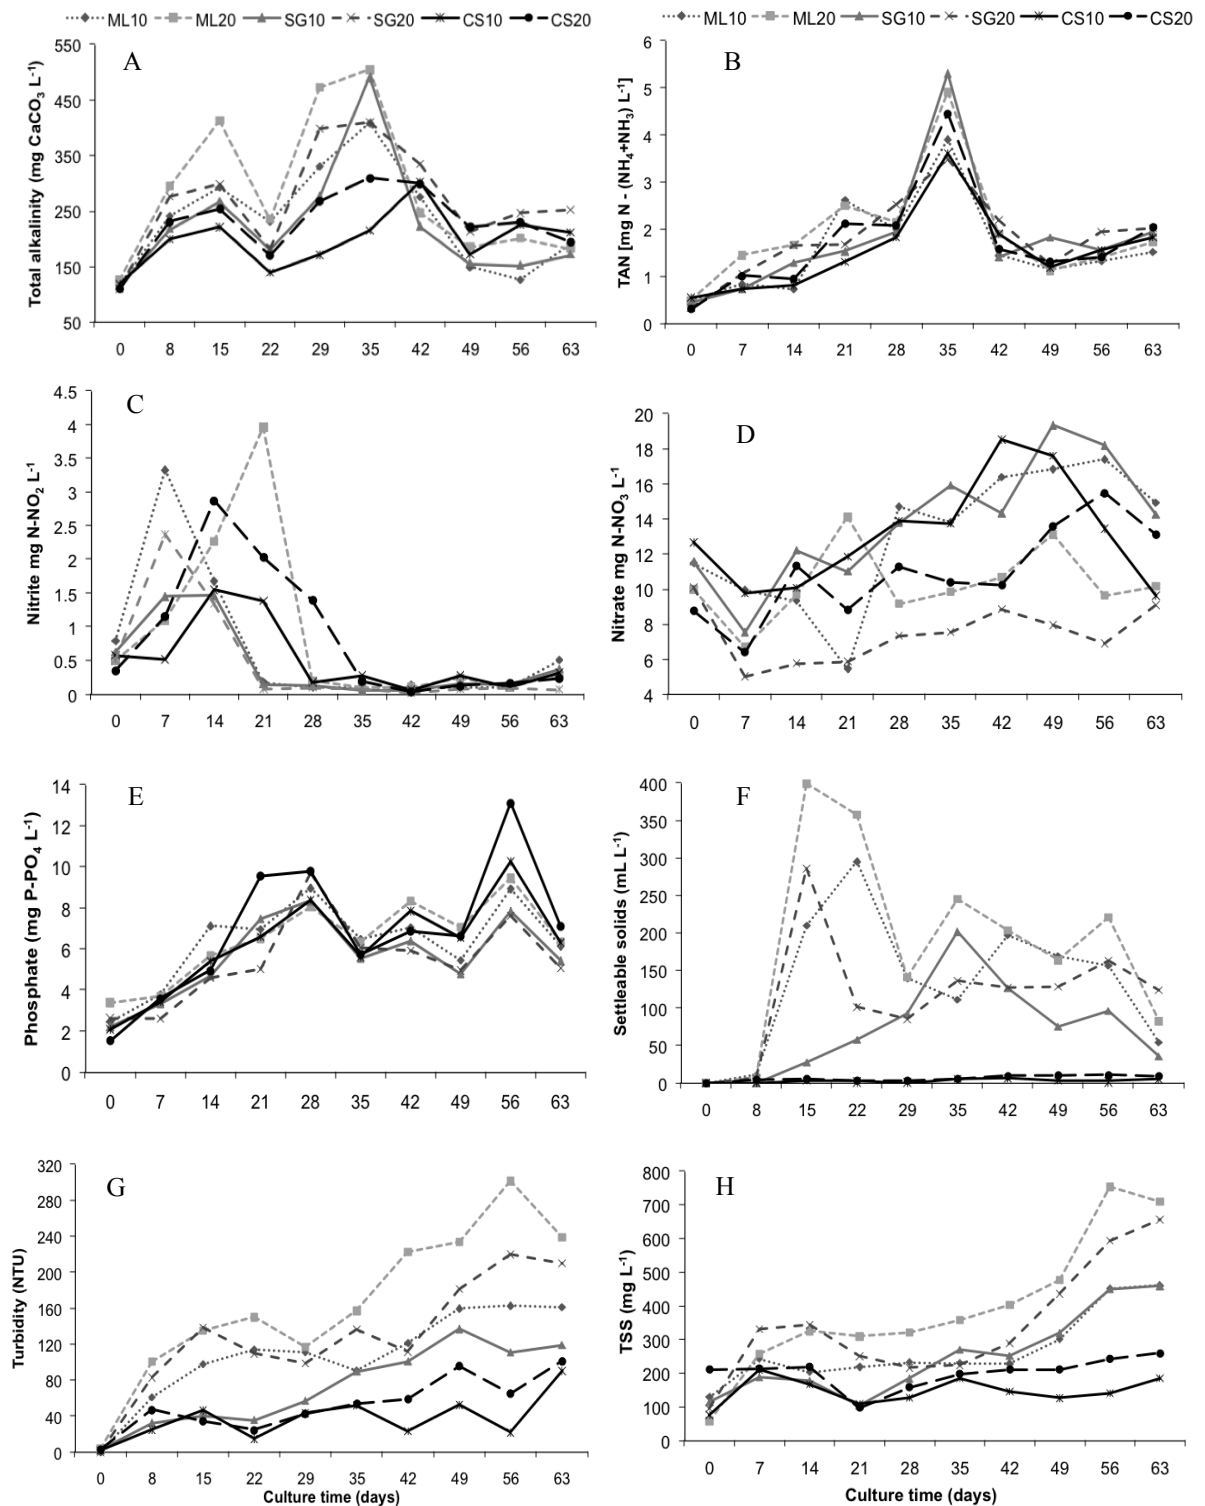 ML10 ML20 SG10 SG20 CS10 CS20
A
Total alkalinity (mg CaCO3 L-1)
550
450
350
250
150
50
0 8 15 22 29 35 42 49 56 63
ML10 ML20 SG10 SG20 CS10 CS20
B
TAN [mg N - (NH4+NH3) L-1]
6
5
4
3
2
1
0
0 7 14 21 28 35 42 49 56 63
C
Nitrite mg N-NO2 L-1
4.5
4
3.5
3
2.5
2
1.5
1
0.5
0
0 7 14 21 28 35 42 49 56 63
D
Nitrate mg N-NO3 L-1
20
18
16
14
12
10
8
6
4
0 7 14 21 28 35 42 49 56 63
E
Phosphate (mg P-PO4 L-1)
14
12
10
8
6
4
2
0
0 7 14 21 28 35 42 49 56 63
F
Settleable solids (mL L-1)
400
350
300
250
200
150
100
50
0
0 8 15 22 29 35 42 49 56 63
G
Turbidity (NTU)
320
280
240
200
160
120
80
40
0
0 8 15 22 29 35 42 49 56 63
Culture time (days)
H
TSS (mg L-1)
800
700
600
500
400
300
200
100
0
0 7 14 21 28 35 42 49 56 63
Culture time (days)